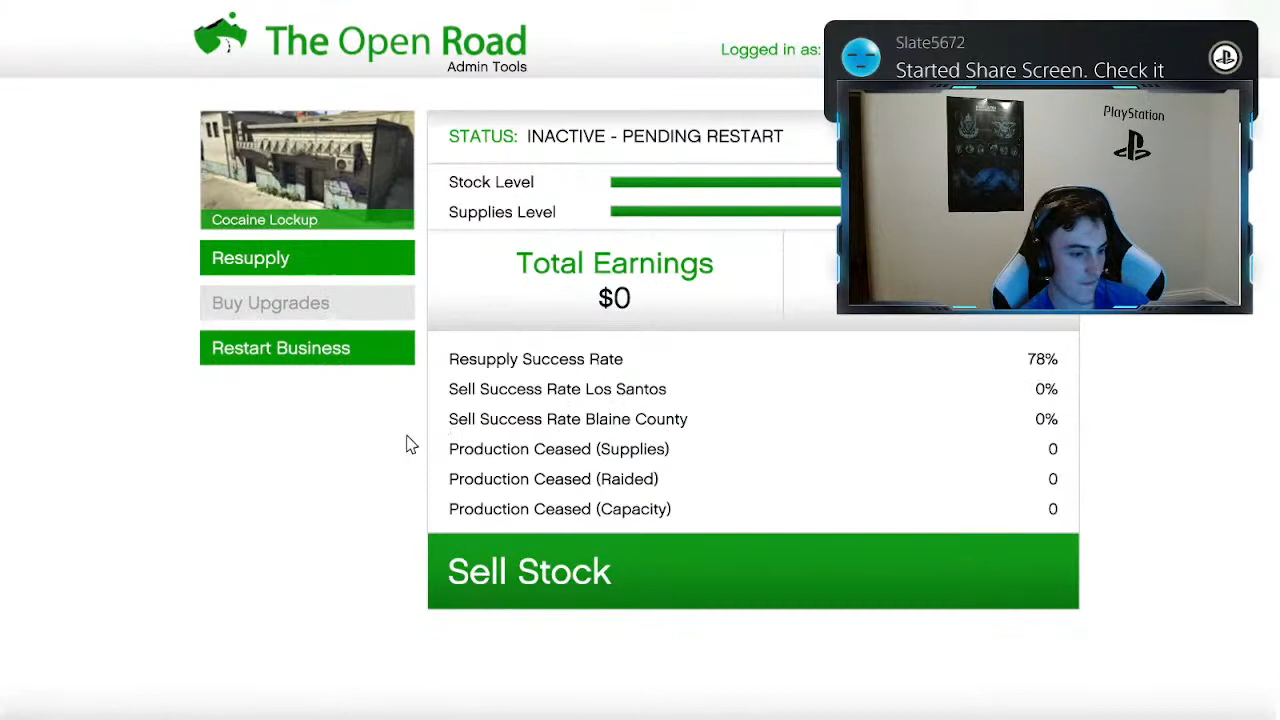 The Open Road
Admin Tools
Logged in as:
Slate5672
Started Share Screen. Check it
PlayStation
Cocaine Lockup
Resupply
Buy Upgrades
Restart Business
STATUS: INACTIVE - PENDING RESTART
Stock Level
Supplies Level
Total Earnings
$0
Resupply Success Rate 78%
Sell Success Rate Los Santos 0%
Sell Success Rate Blaine County 0%
Production Ceased (Supplies) 0
Production Ceased (Raided) 0
Production Ceased (Capacity) 0
Sell Stock